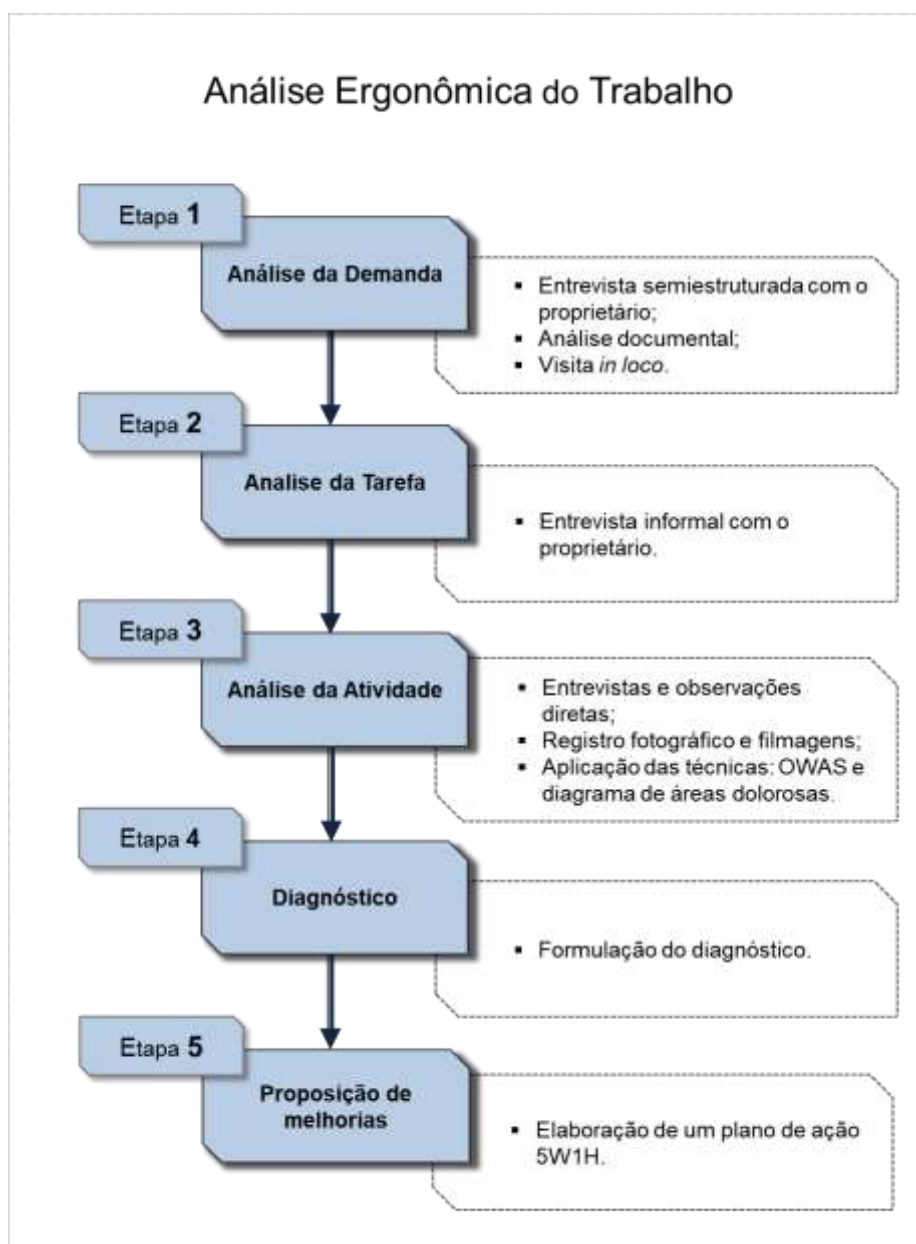 Análise Ergonômica do Trabalho
Etapa 1
Análise da Demanda
▪ Entrevista semiestruturada com o
proprietário;
▪ Análise documental;
▪ Visita in loco.
Etapa 2
Analise da Tarefa
▪ Entrevista informal com o
proprietário.
Etapa 3
Análise da Atividade
▪ Entrevistas e observações
diretas;
▪ Registro fotográfico e filmagens;
▪ Aplicação das técnicas: OWAS e
diagrama de áreas dolorosas.
Etapa 4
Diagnóstico
▪ Formulação do diagnóstico.
Etapa 5
Proposição de
melhorias
▪ Elaboração de um plano de ação
5W1H.